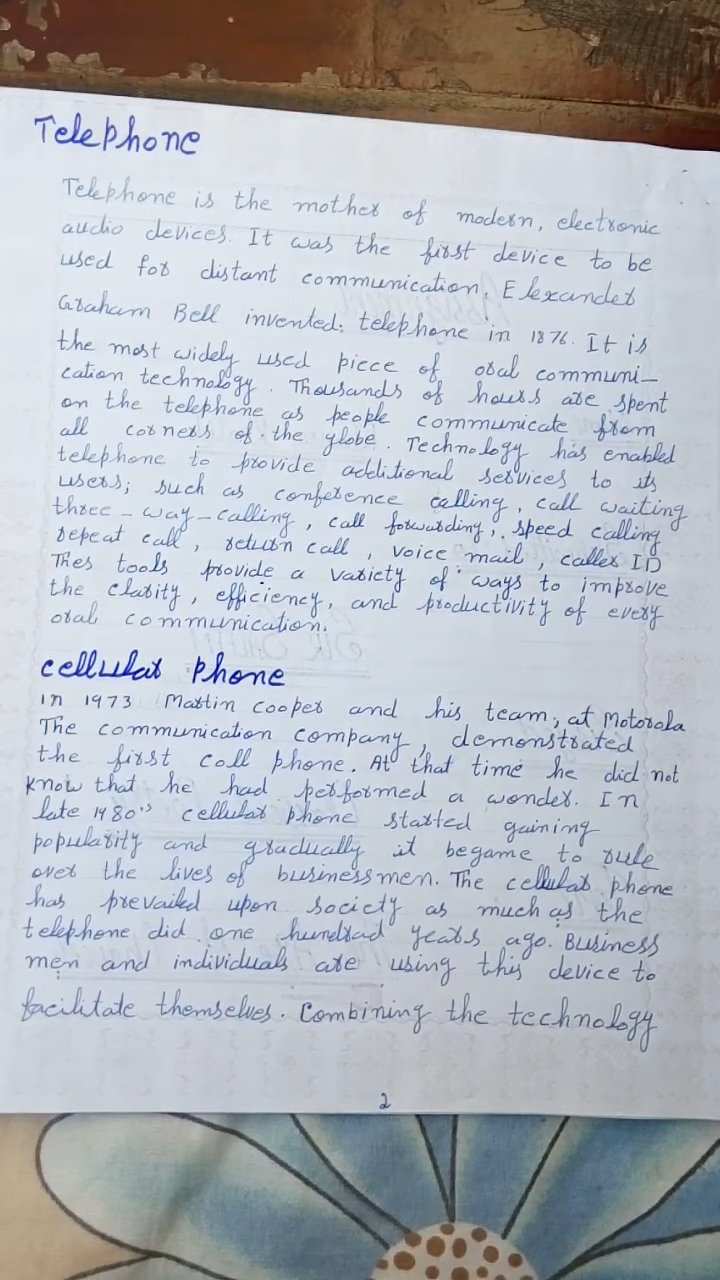 Telephone
Telephone is the mother of modern, electronic
audio devices. It was the first device to be
used for distant communication. Elexander
Graham Bell invented. telephone in 1876. It is
the most widely used piece of oral communi-
cation technology. Thousands of hours are spent
on the telephone as people communicate from
all corners of the globe. Technology has enabled
telephone to provide additional services to its
users; such as conference calling, call waiting
three-way-calling, call forwarding, speed calling
repeat call, return call, voice mail, caller ID
Thes tools provide a variety of ways to improve
the clarity, efficiency, and productivity of every
oral communication.
cellular phone
in 1973 Martin cooper and his team, at Motorola
The communication company, demonstrated
the first coll phone. At that time he did not
know that he had performed a wonder. In
late 1980's cellular phone started gaining
popularity and gradually it begame to rule
over the lives of businessmen. The cellular phone
has prevailed upon society as much as the
telephone did one hundrad years ago. Business
men and individuals are using this device to
facilitate themselves. Combining the technology
2